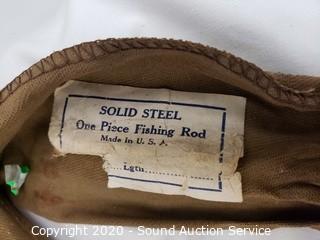 SOLID STEEL
One Piece Fishing Rod
Made in U. S. A.
Lgth
Copyright © 2020 - Sound Auction Service